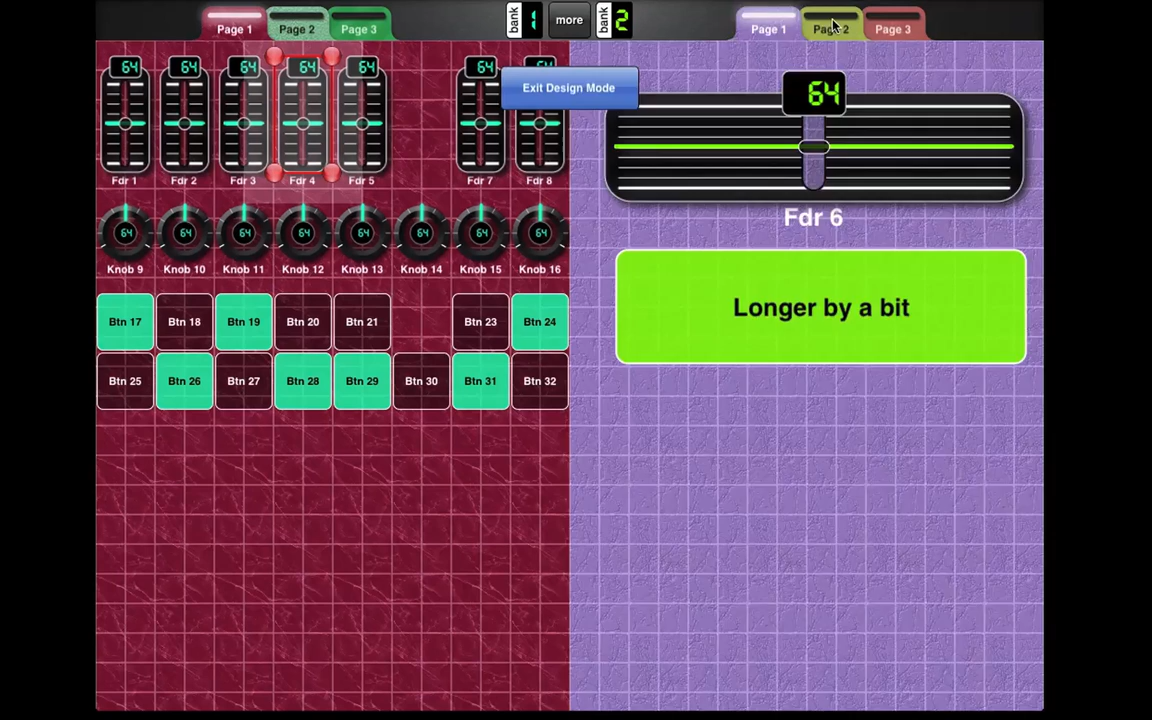 Page 1 Page 2 Page 3 bank 1 more bank 2 Page 1 Page 2 Page 3
Exit Design Mode
64 64 64 64 64 64
64
Fdr 1 Fdr 2 Fdr 3 Fdr 4 Fdr 5 Fdr 7 Fdr 8
Fdr 6
64 64 64 64 64 64 64 64
Knob 9 Knob 10 Knob 11 Knob 12 Knob 13 Knob 14 Knob 15 Knob 16
Longer by a bit
Btn 17 Btn 18 Btn 19 Btn 20 Btn 21 Btn 23 Btn 24
Btn 25 Btn 26 Btn 27 Btn 28 Btn 29 Btn 30 Btn 31 Btn 32